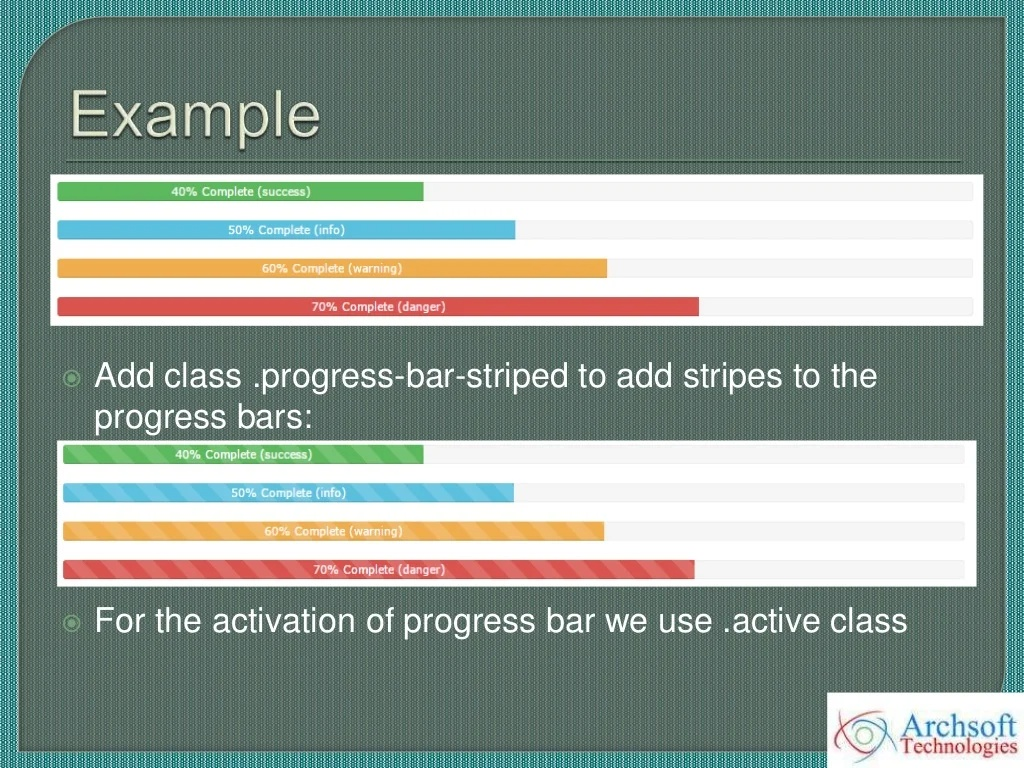 Example
40% Complete (success)
50% Complete (info)
60% Complete (warning)
70% Complete (danger)
Add class .progress-bar-striped to add stripes to the
progress bars:
40% Complete (success)
50% Complete (info)
60% Complete (warning)
70% Complete (danger)
For the activation of progress bar we use .active class
Archsoft
Technologies